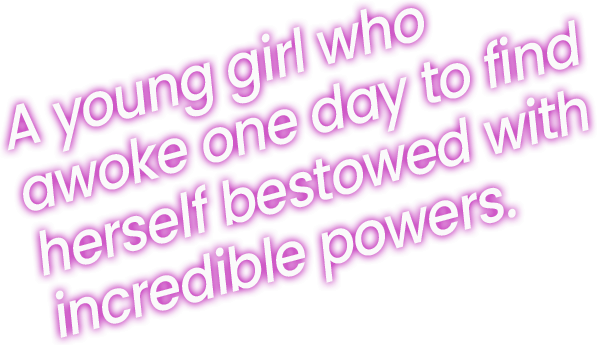 A young girl who
awoke one day to find
herself bestowed with
incredible powers.